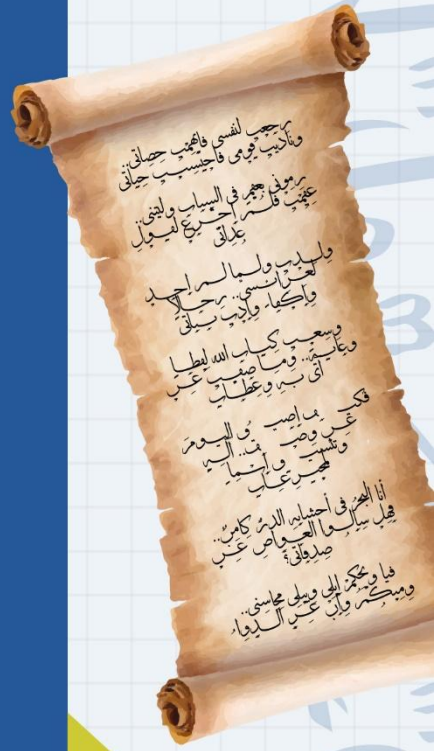 رجعت لنفسي فاتهمت حصاتي..
وناديت قومي فاحتسبت حياتي
رموني بعقم في الشباب وليتني..
عقمت فلم أجزع لقول
عداتي
ولدت ولما لم أجد
لعرائسي.. رجالا
وأكفاء وأدت بناتي
وسعت كتاب الله لفظا
وغاية.. وما ضقت عن
آي به وعظات
اليوم
عن
أنا البحر في أحشائه الدر كامن..
فهل سألوا الغواص عن
صدفاتي؟
فيا ويحكم أبلى وتبلى محاسني..
ومنكم وإن عز الدواء